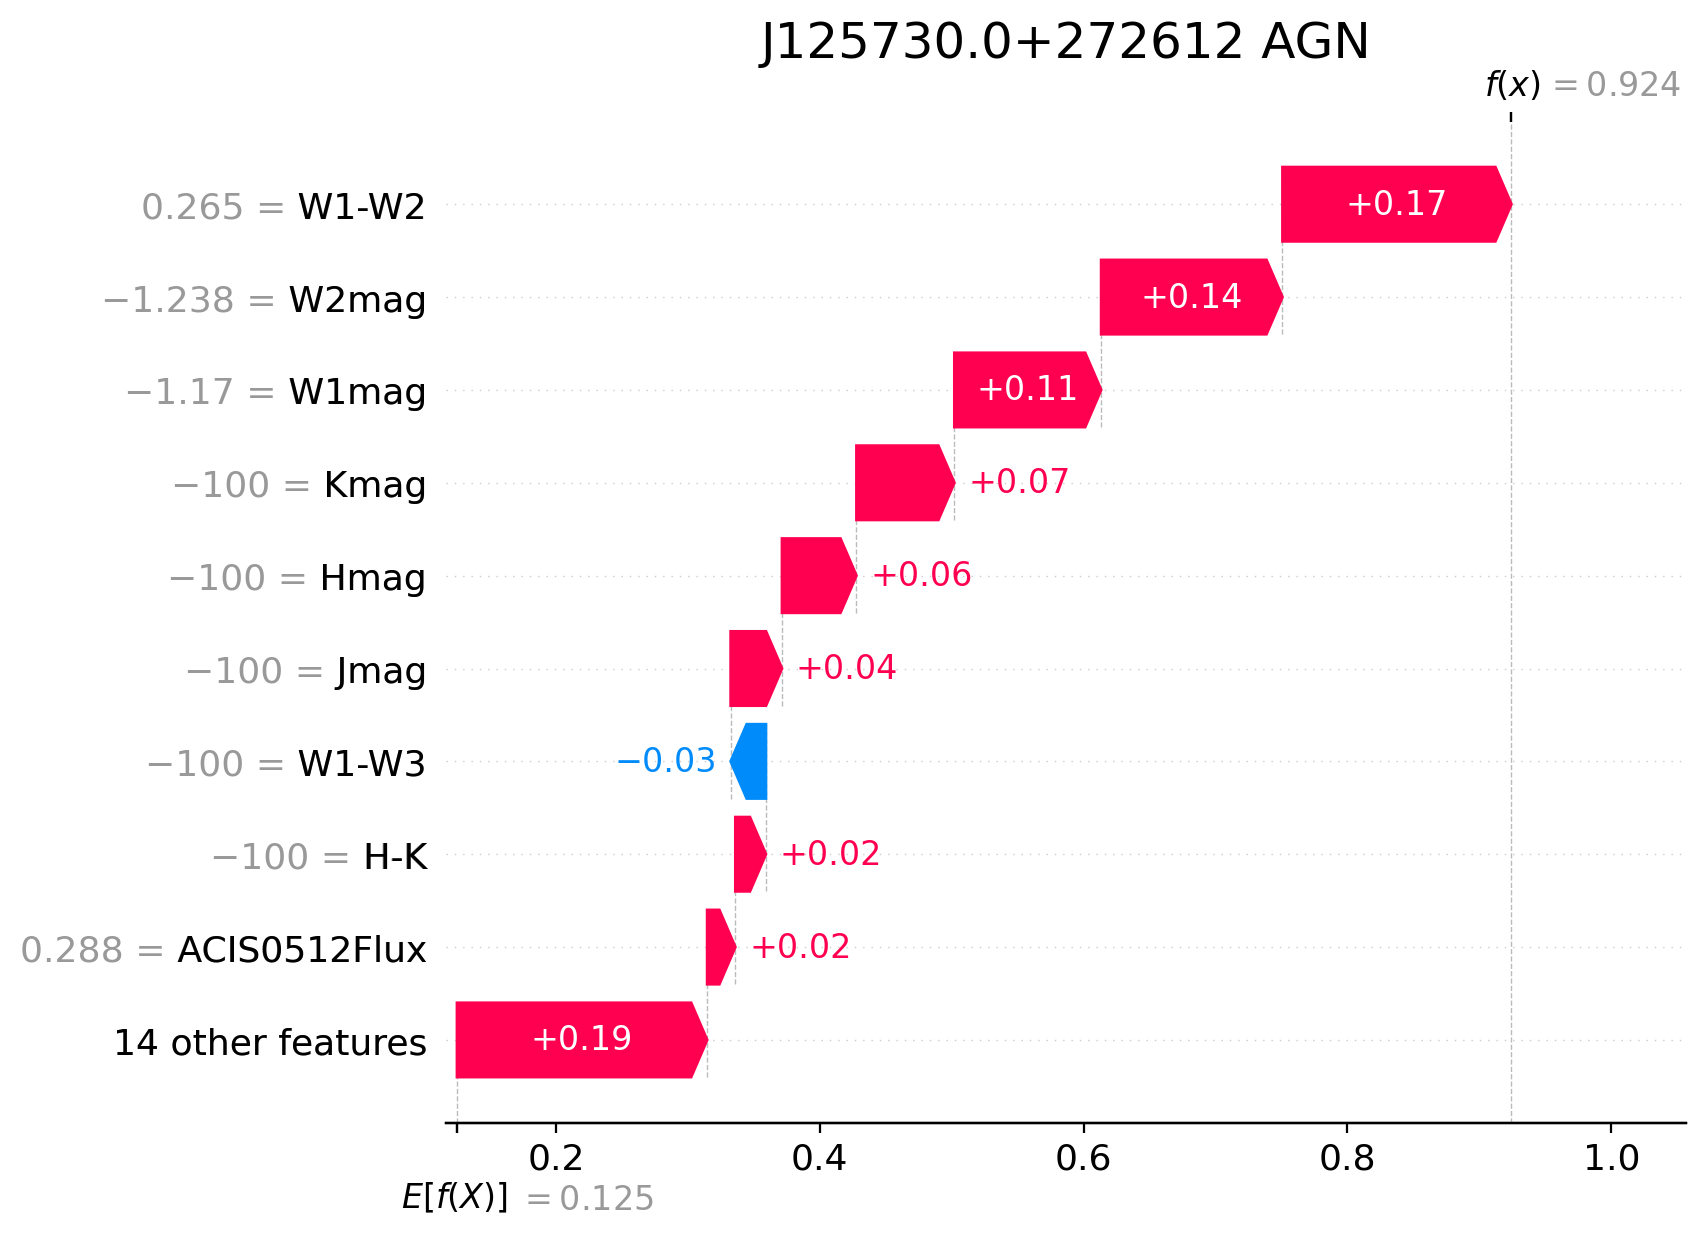 J125730.0+272612 AGN
f(x) = 0.924
0.265 = W1-W2
+0.17
−1.238 = W2mag
+0.14
−1.17 = W1mag
+0.11
−100 = Kmag
+0.07
−100 = Hmag
+0.06
−100 = Jmag
+0.04
−100 = W1-W3
−0.03
−100 = H-K
+0.02
0.288 = ACIS0512Flux
+0.02
14 other features
+0.19
0.2 0.4 0.6 0.8 1.0
E[f(X)] = 0.125